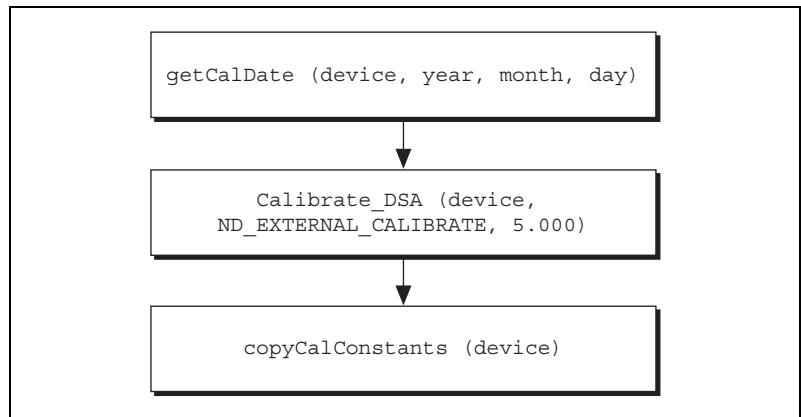 getCalDate (device, year, month, day)
Calibrate_DSA (device,
ND_EXTERNAL_CALIBRATE, 5.000)
copyCalConstants (device)